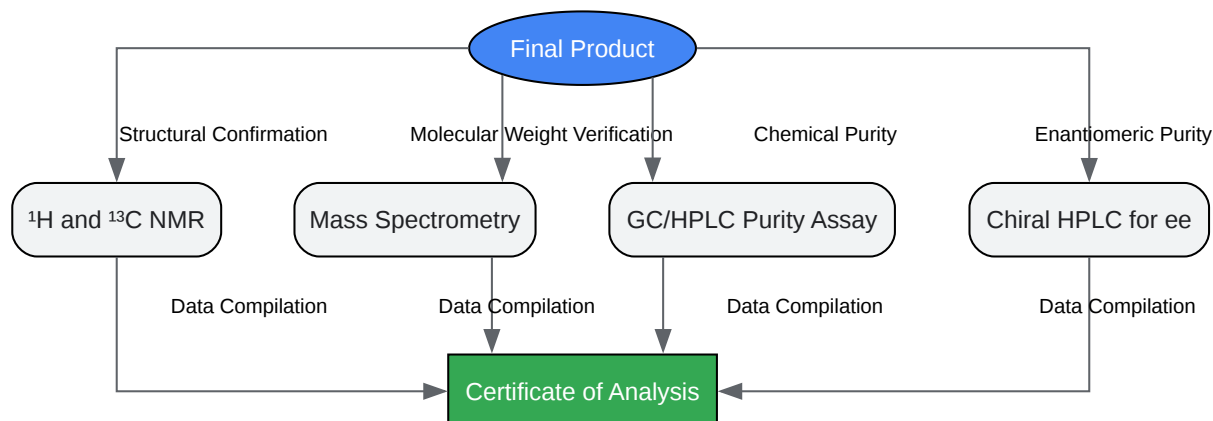 Final Product
Structural Confirmation
Molecular Weight Verification
Chemical Purity
Enantiomeric Purity
¹H and ¹³C NMR
Mass Spectrometry
GC/HPLC Purity Assay
Chiral HPLC for ee
Data Compilation
Data Compilation
Data Compilation
Data Compilation
Certificate of Analysis